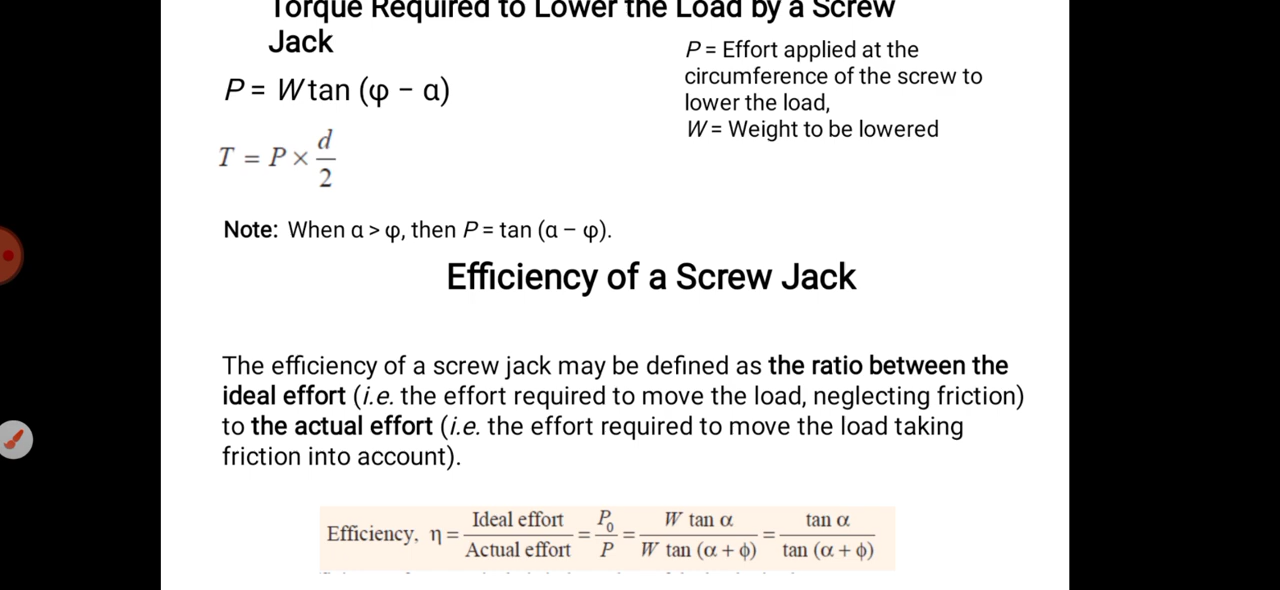 Torque Required to Lower the Load by a Screw
Jack
P = W tan (φ − α)
T = P × d/2
P = Effort applied at the
circumference of the screw to
lower the load,
W = Weight to be lowered
Note: When α > φ, then P = tan (α − φ).
Efficiency of a Screw Jack
The efficiency of a screw jack may be defined as the ratio between the
ideal effort (i.e. the effort required to move the load, neglecting friction)
to the actual effort (i.e. the effort required to move the load taking
friction into account).
Efficiency, η = Ideal effort / Actual effort = P₀ / P = W tan α / W tan (α + ϕ) = tan α / tan (α + ϕ)